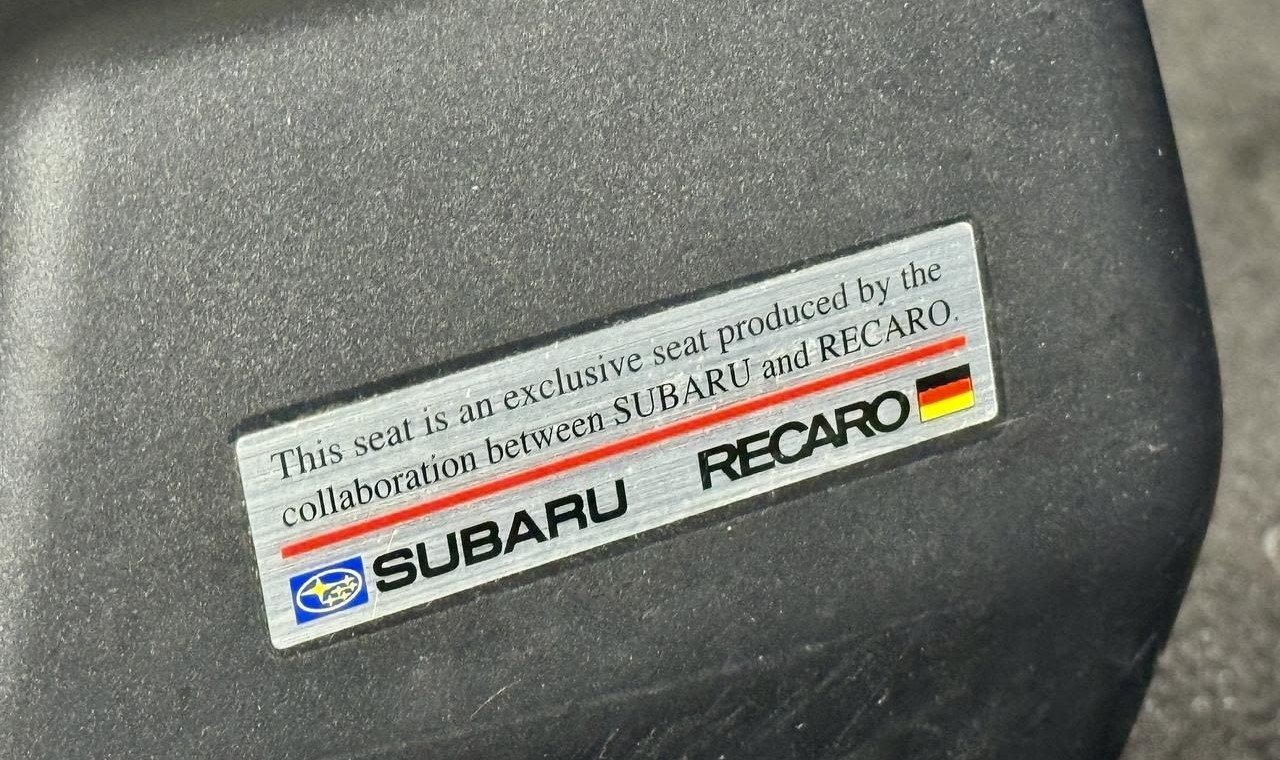 This seat is an exclusive seat produced by the
collaboration between SUBARU and RECARO.
SUBARU RECARO